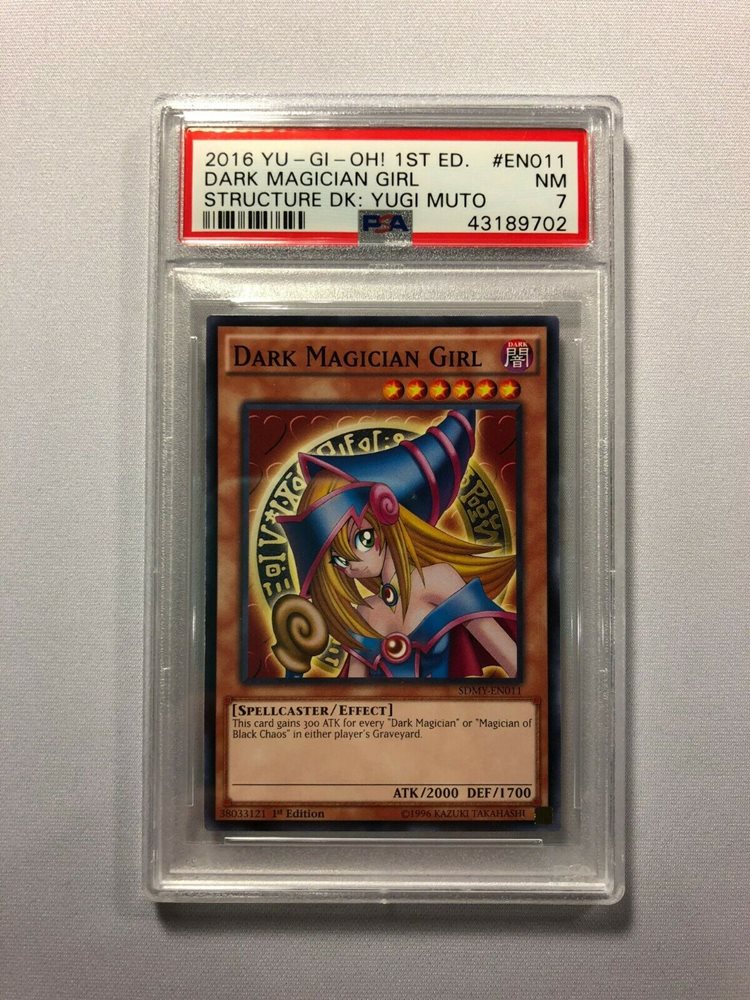 2016 YU-GI-OH! 1ST ED. #EN011
DARK MAGICIAN GIRL NM
STRUCTURE DK: YUGI MUTO 7
PSA 43189702
DARK MAGICIAN GIRL
DARK
闇
SDMY-EN011
[SPELLCASTER/EFFECT]
This card gains 300 ATK for every "Dark Magician" or "Magician of
Black Chaos" in either player's Graveyard.
ATK/2000 DEF/1700
38033121 1st Edition ©1996 KAZUKI TAKAHASHI